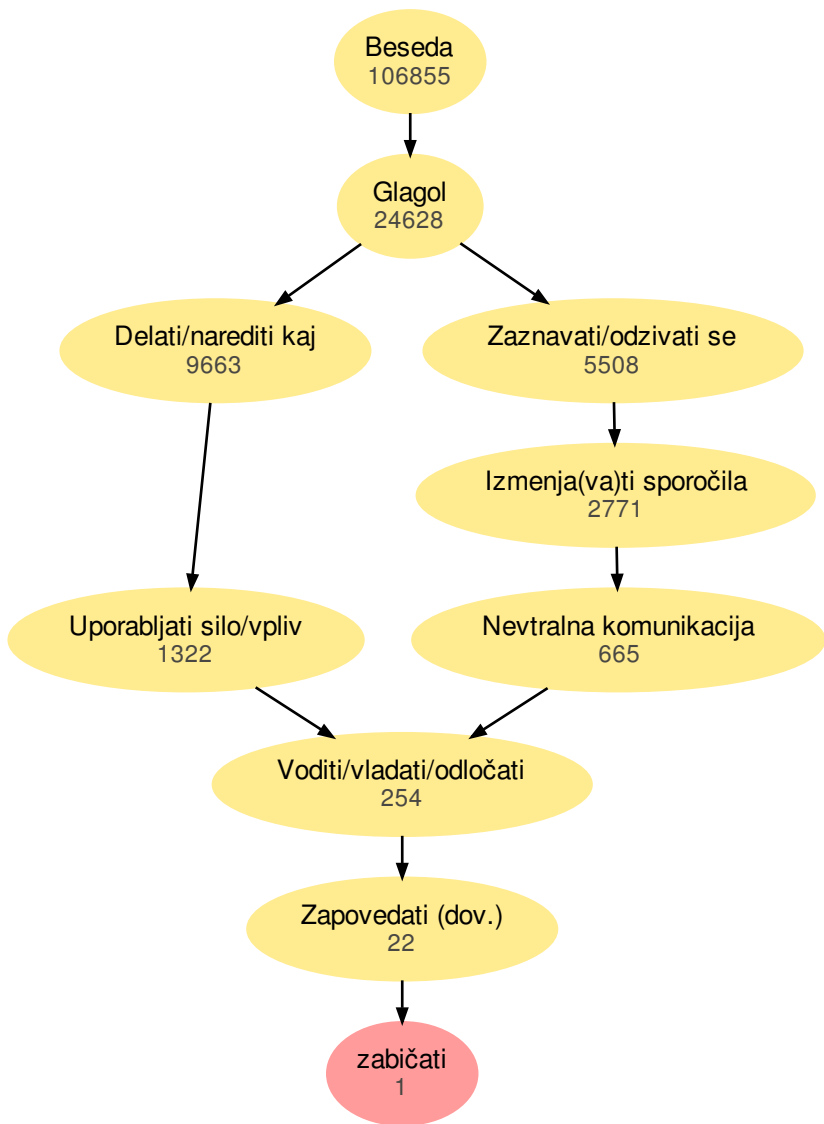 Beseda
106855
Glagol
24628
Delati/narediti kaj
9663
Zaznavati/odzivati se
5508
Izmenja(va)ti sporočila
2771
Uporabljati silo/vpliv
1322
Nevtralna komunikacija
665
Voditi/vladati/odločati
254
Zapovedati (dov.)
22
zabičati
1